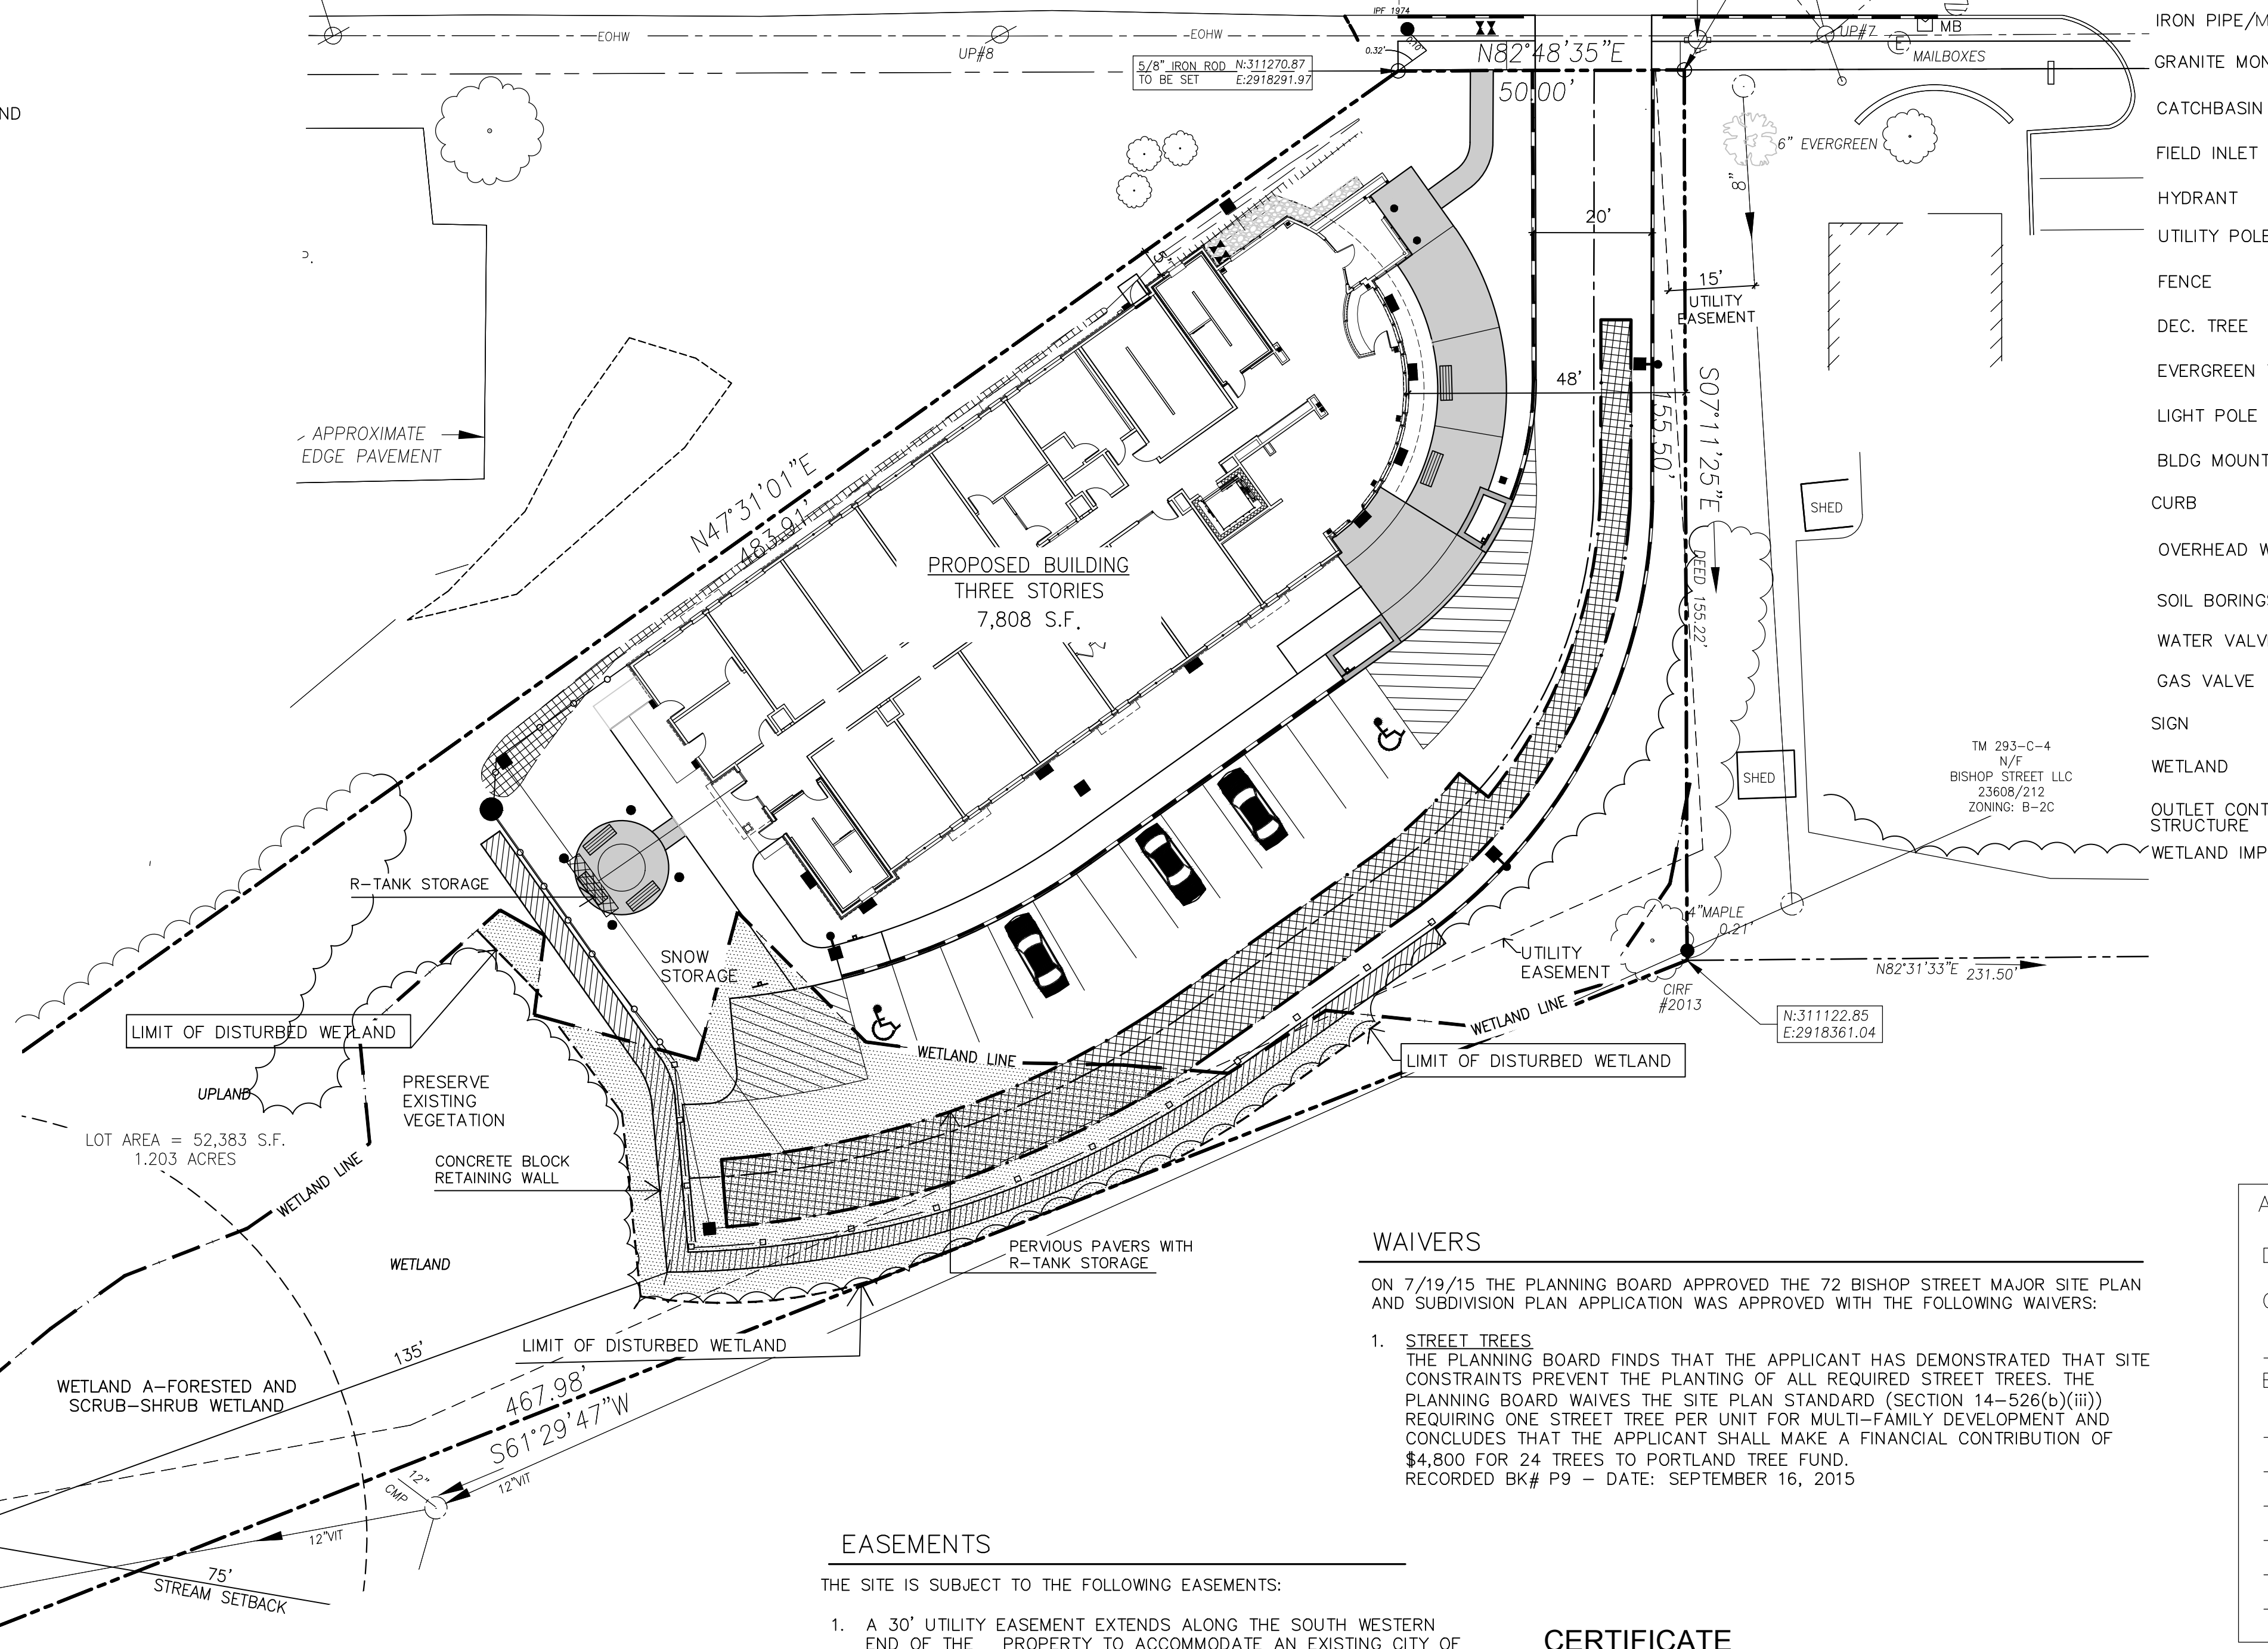 IPF 1974
EOHW
EOHW
UP#8
UP#7
MB
MAILBOXES
E
0.32'
0.10'
5/8" IRON ROD N:311270.87
TO BE SET E:2918291.97
N82°48'35"E
50.00'
6" EVERGREEN
8"
20'
15'
UTILITY
EASEMENT
48'
S07°11'25"E
155.50'
DEED 155.22'
SHED
SHED
ND
P.
5'
APPROXIMATE
EDGE PAVEMENT
N47°31'01"E
483.91'
PROPOSED BUILDING
THREE STORIES
7,808 S.F.
TM 293-C-4
N/F
BISHOP STREET LLC
23608/212
ZONING: B-2C
R-TANK STORAGE
SNOW
STORAGE
4"MAPLE
0.21'
UTILITY
EASEMENT
N82°31'33"E 231.50'
CIRF
#2013
N:311122.85
E:2918361.04
WETLAND LINE
WETLAND LINE
LIMIT OF DISTURBED WETLAND
LIMIT OF DISTURBED WETLAND
UPLAND
PRESERVE
EXISTING
VEGETATION
LOT AREA = 52,383 S.F.
1.203 ACRES
WETLAND LINE
CONCRETE BLOCK
RETAINING WALL
WETLAND
PERVIOUS PAVERS WITH
R-TANK STORAGE
LIMIT OF DISTURBED WETLAND
135'
WETLAND A-FORESTED AND
SCRUB-SHRUB WETLAND
467.98'
S61°29'47"W
12"
CMP
12"VIT
12"VIT
75'
STREAM SETBACK
IRON PIPE/M
GRANITE MON
CATCHBASIN
FIELD INLET
HYDRANT
UTILITY POLE
FENCE
DEC. TREE
EVERGREEN
LIGHT POLE
BLDG MOUNT
CURB
OVERHEAD W
SOIL BORINGS
WATER VALV
GAS VALVE
SIGN
WETLAND
OUTLET CONT
STRUCTURE
WETLAND IMP
WAIVERS
ON 7/19/15 THE PLANNING BOARD APPROVED THE 72 BISHOP STREET MAJOR SITE PLAN
AND SUBDIVISION PLAN APPLICATION WAS APPROVED WITH THE FOLLOWING WAIVERS:
1. STREET TREES
THE PLANNING BOARD FINDS THAT THE APPLICANT HAS DEMONSTRATED THAT SITE
CONSTRAINTS PREVENT THE PLANTING OF ALL REQUIRED STREET TREES. THE
PLANNING BOARD WAIVES THE SITE PLAN STANDARD (SECTION 14-526(b)(iii))
REQUIRING ONE STREET TREE PER UNIT FOR MULTI-FAMILY DEVELOPMENT AND
CONCLUDES THAT THE APPLICANT SHALL MAKE A FINANCIAL CONTRIBUTION OF
$4,800 FOR 24 TREES TO PORTLAND TREE FUND.
RECORDED BK# P9 - DATE: SEPTEMBER 16, 2015
EASEMENTS
THE SITE IS SUBJECT TO THE FOLLOWING EASEMENTS:
1. A 30' UTILITY EASEMENT EXTENDS ALONG THE SOUTH WESTERN
END OF THE PROPERTY TO ACCOMMODATE AN EXISTING CITY OF
CERTIFICATE